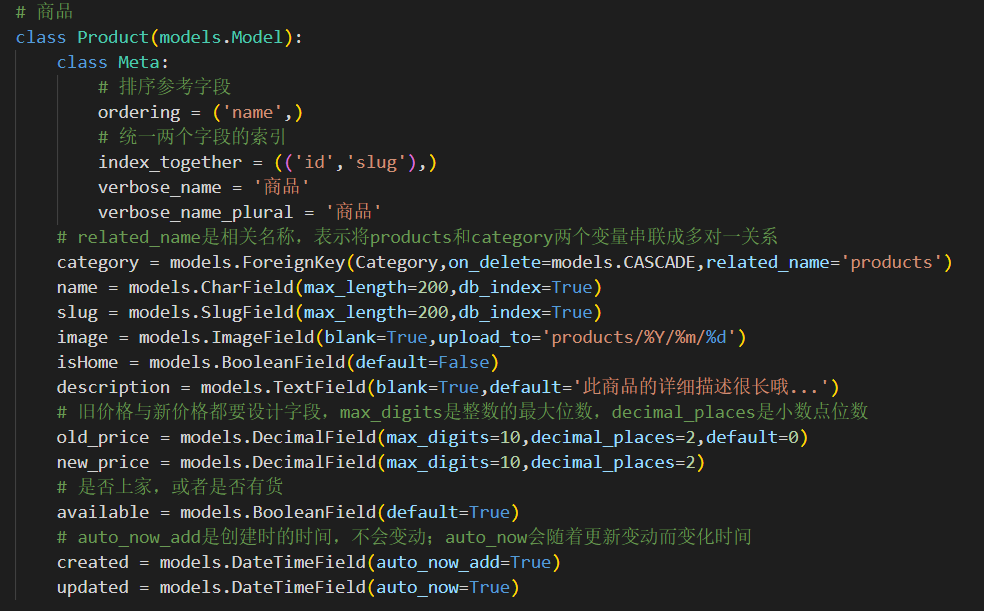 # 商品
class Product(models.Model):
    class Meta:
        # 排序参考字段
        ordering = ('name',)
        # 统一两个字段的索引
        index_together = (('id','slug'),)
        verbose_name = '商品'
        verbose_name_plural = '商品'
    # related_name是相关名称，表示将products和category两个变量串联成多对一关系
    category = models.ForeignKey(Category,on_delete=models.CASCADE,related_name='products')
    name = models.CharField(max_length=200,db_index=True)
    slug = models.SlugField(max_length=200,db_index=True)
    image = models.ImageField(blank=True,upload_to='products/%Y/%m/%d')
    isHome = models.BooleanField(default=False)
    description = models.TextField(blank=True,default='此商品的详细描述很长哦...')
    # 旧价格与新价格都要设计字段，max_digits是整数的最大位数，decimal_places是小数点位数
    old_price = models.DecimalField(max_digits=10,decimal_places=2,default=0)
    new_price = models.DecimalField(max_digits=10,decimal_places=2)
    # 是否上家，或者是否有货
    available = models.BooleanField(default=True)
    # auto_now_add是创建时的时间，不会变动；auto_now会随着更新变动而变化时间
    created = models.DateTimeField(auto_now_add=True)
    updated = models.DateTimeField(auto_now=True)